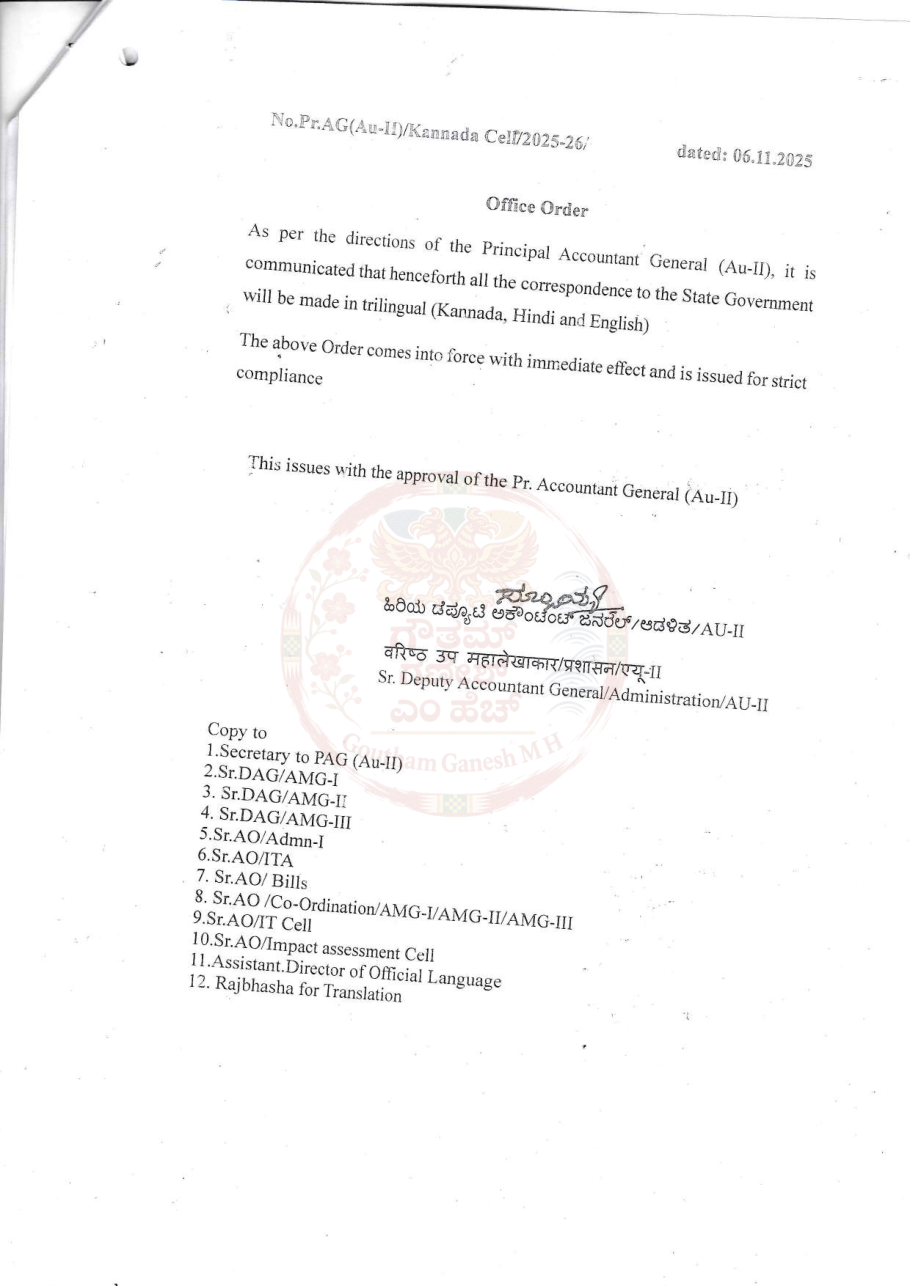 No.Pr.AG(Au-II)/Kannada Cell/2025-26/
dated: 06.11.2025
Office Order
As per the directions of the Principal Accountant General (Au-II), it is
communicated that henceforth all the correspondence to the State Government
will be made in trilingual (Kannada, Hindi and English)
The above Order comes into force with immediate effect and is issued for strict
compliance
This issues with the approval of the Pr. Accountant General (Au-II)
ಹಿರಿಯ ಡೆಪ್ಯೂಟಿ ಅಕೌಂಟೆಂಟ್ ಜನರಲ್/ಆಡಳಿತ/AU-II
वरिष्ठ उप महालेखाकार/प्रशासन/एयू-II
Sr. Deputy Accountant General/Administration/AU-II
ಗೌತಮ್
ಗಣೇಶ್
ಎಂ ಹೆಚ್
Goutham Ganesh M H
Copy to
1.Secretary to PAG (Au-II)
2.Sr.DAG/AMG-I
3. Sr.DAG/AMG-II
4. Sr.DAG/AMG-III
5.Sr.AO/Admn-I
6.Sr.AO/ITA
7. Sr.AO/ Bills
8. Sr.AO /Co-Ordination/AMG-I/AMG-II/AMG-III
9.Sr.AO/IT Cell
10.Sr.AO/Impact assessment Cell
11.Assistant.Director of Official Language
12. Rajbhasha for Translation